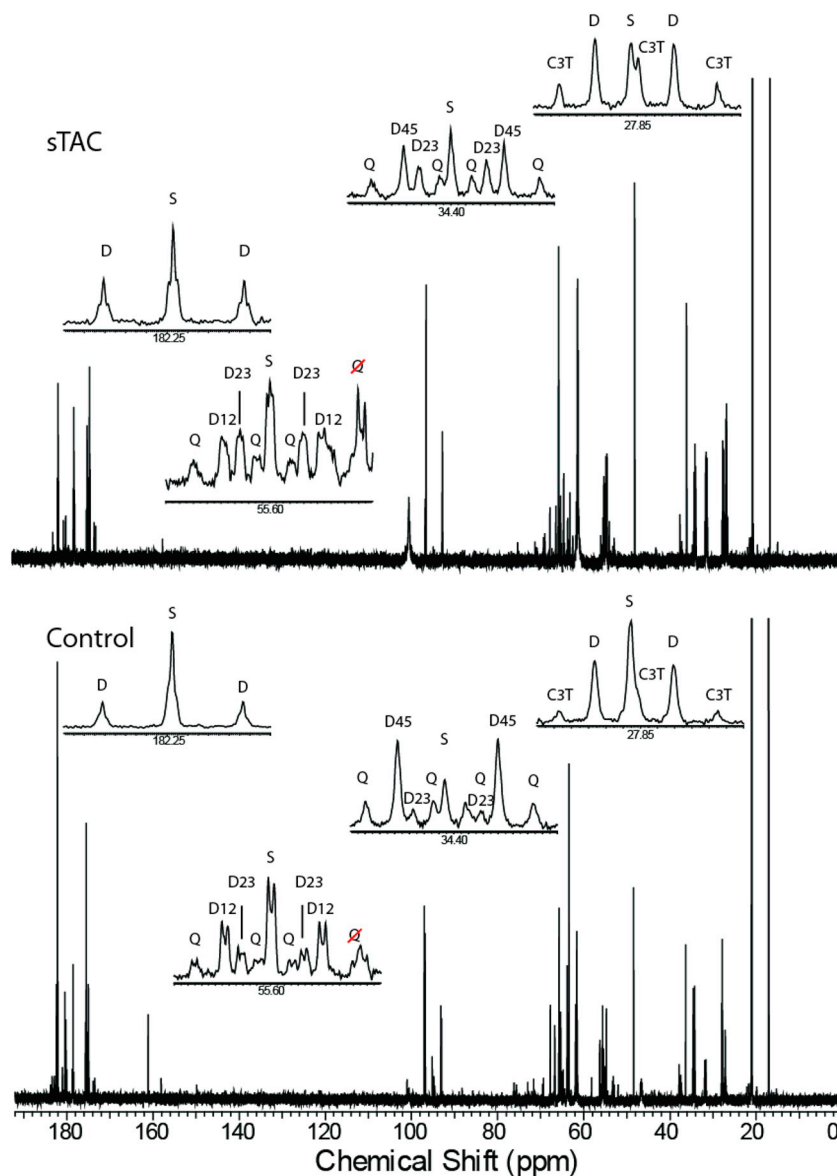 D S D
C3T C3T C3T
27.85
sTAC
S
D45 D45
D23 D23
Q Q Q Q
34.40
S
D D
182.25
S Q
D23 D23
D12 D12
Q Q Q
55.60
Control
S
D D
C3T C3T C3T
27.85
S
D D
182.25
D45 D45
S
Q Q Q Q
D23 D23
34.40
S
D23 D23
D12 D12
Q Q Q Q
55.60
180 160 140 120 100 80 60 40 20 0
Chemical Shift (ppm)